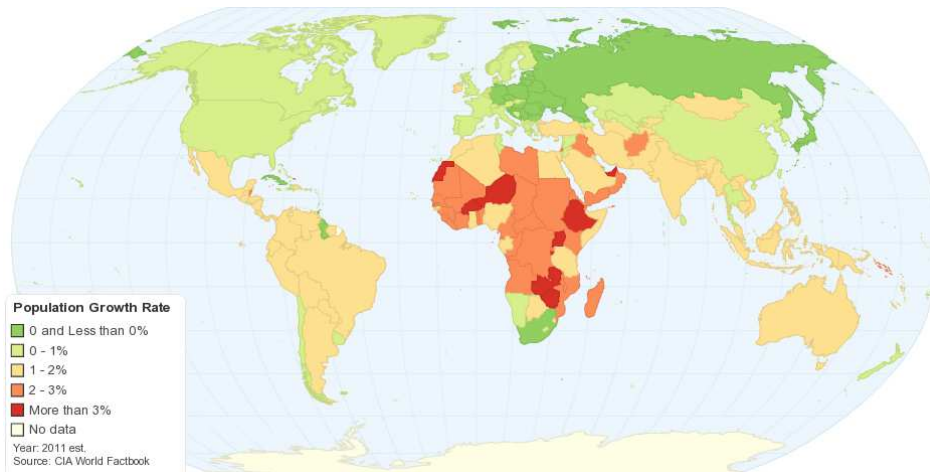 Population Growth Rate
0 and Less than 0%
0 - 1%
1 - 2%
2 - 3%
More than 3%
No data
Year: 2011 est.
Source: CIA World Factbook